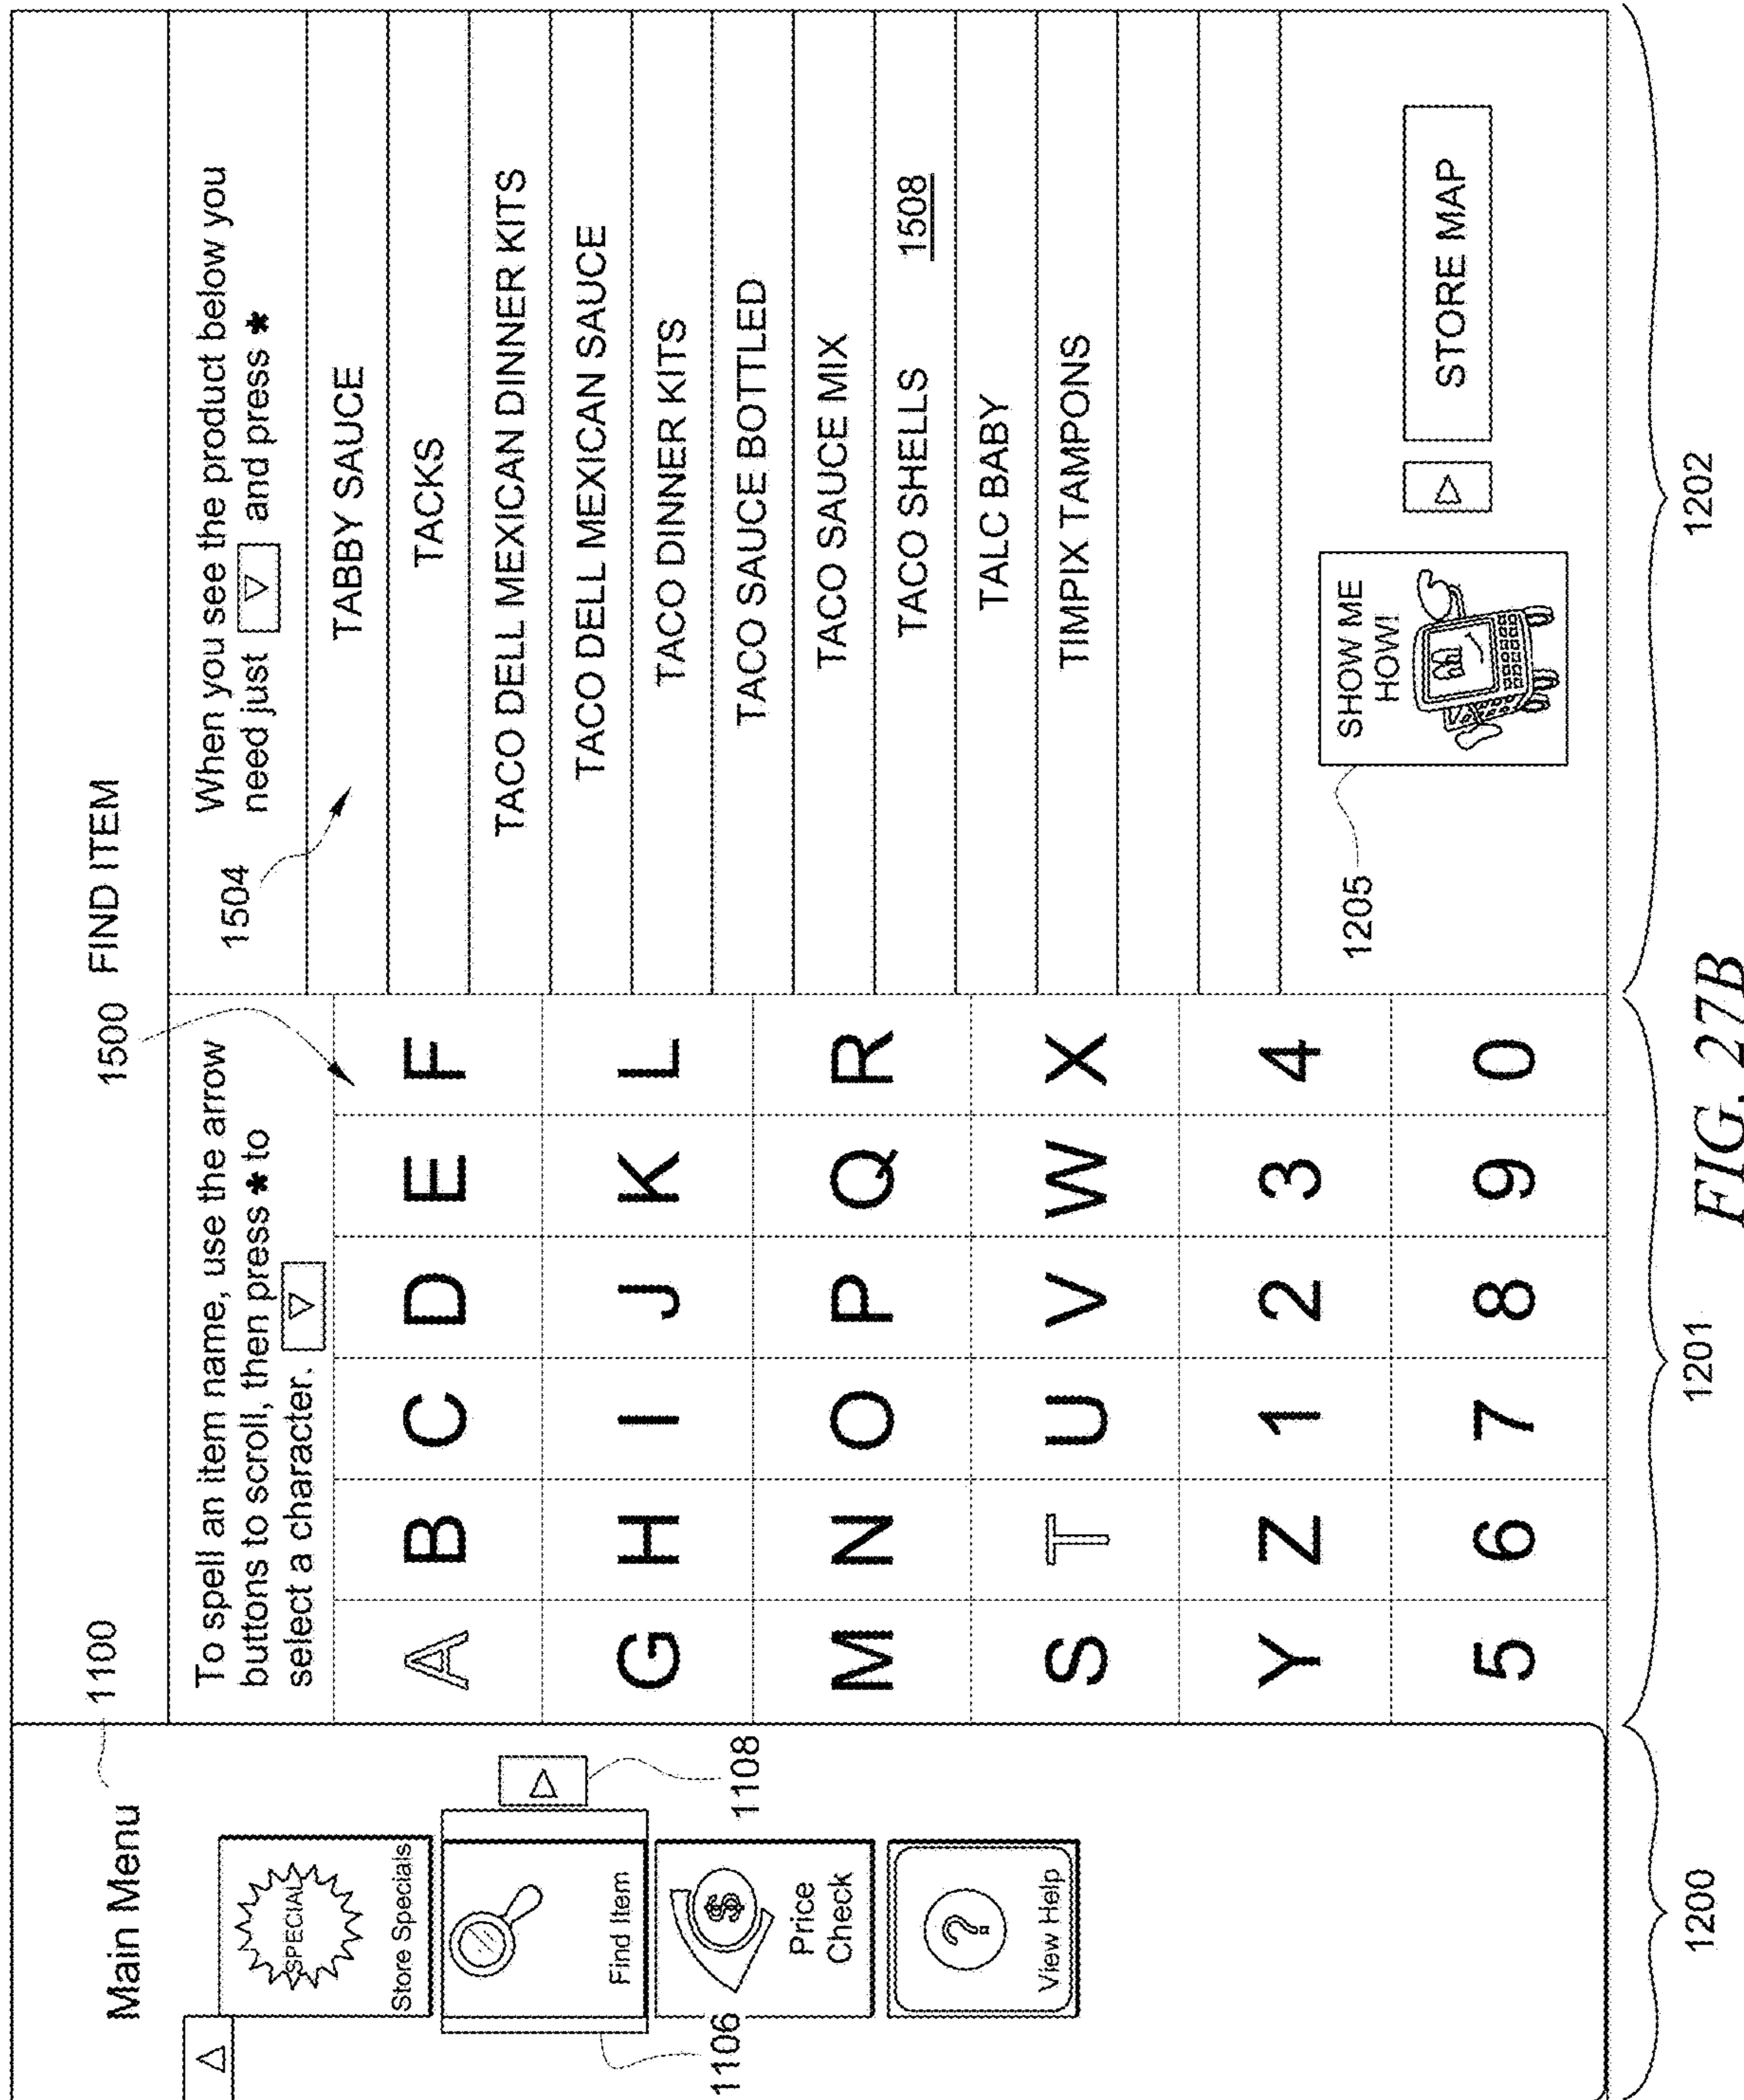 Main Menu
1100
SPECIAL
Store Specials
Find Item
1106
1108
$
Price
Check
?
View Help
1200
1500 FIND ITEM
To spell an item name, use the arrow
buttons to scroll, then press * to
select a character.
A B C D E F
G H I J K L
M N O P Q R
S T U V W X
Y Z 1 2 3 4
5 6 7 8 9 0
1201
When you see the product below you
need just and press *
1504
TABBY SAUCE
TACKS
TACO DELL MEXICAN DINNER KITS
TACO DELL MEXICAN SAUCE
TACO DINNER KITS
TACO SAUCE BOTTLED
TACO SAUCE MIX
TACO SHELLS 1508
TALC BABY
TIMPIX TAMPONS
1205
SHOW ME
HOW!
STORE MAP
1202
FIG. 27B